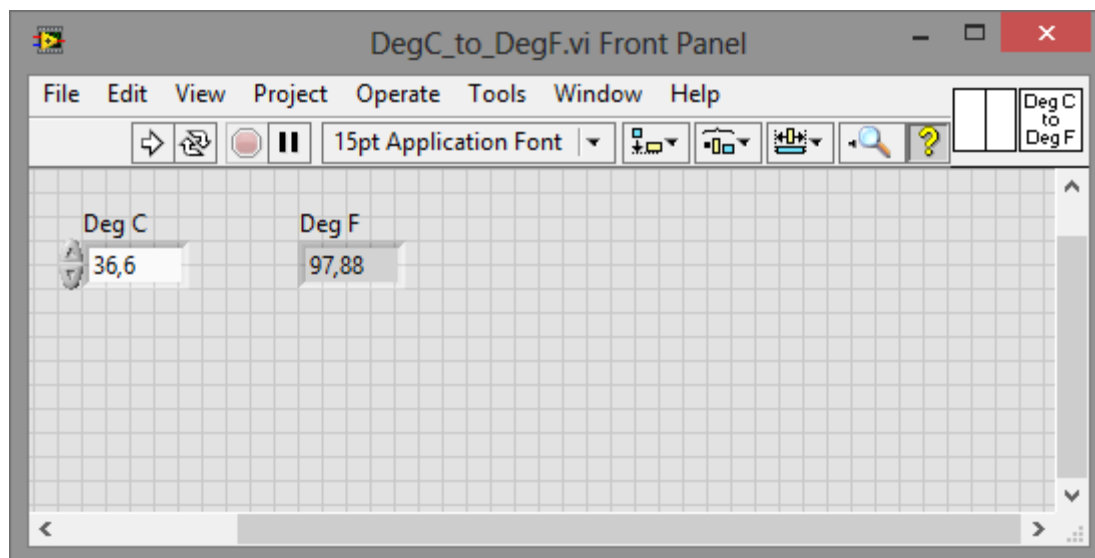 DegC_to_DegF.vi Front Panel
File Edit View Project Operate Tools Window Help
15pt Application Font
Deg C
to
Deg F
Deg C Deg F
36,6 97,88